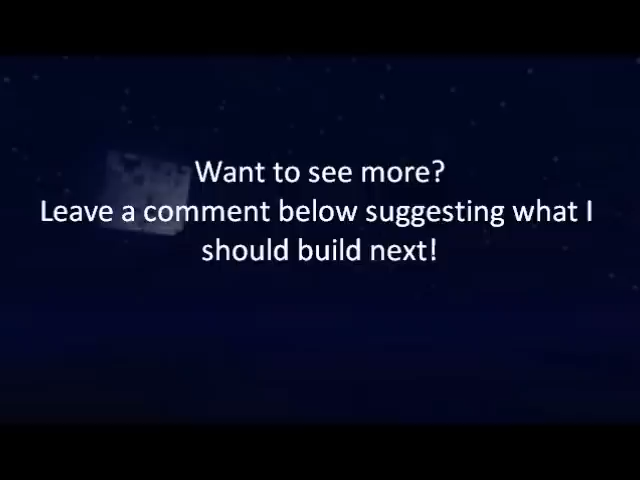 Want to see more?
Leave a comment below suggesting what I
should build next!